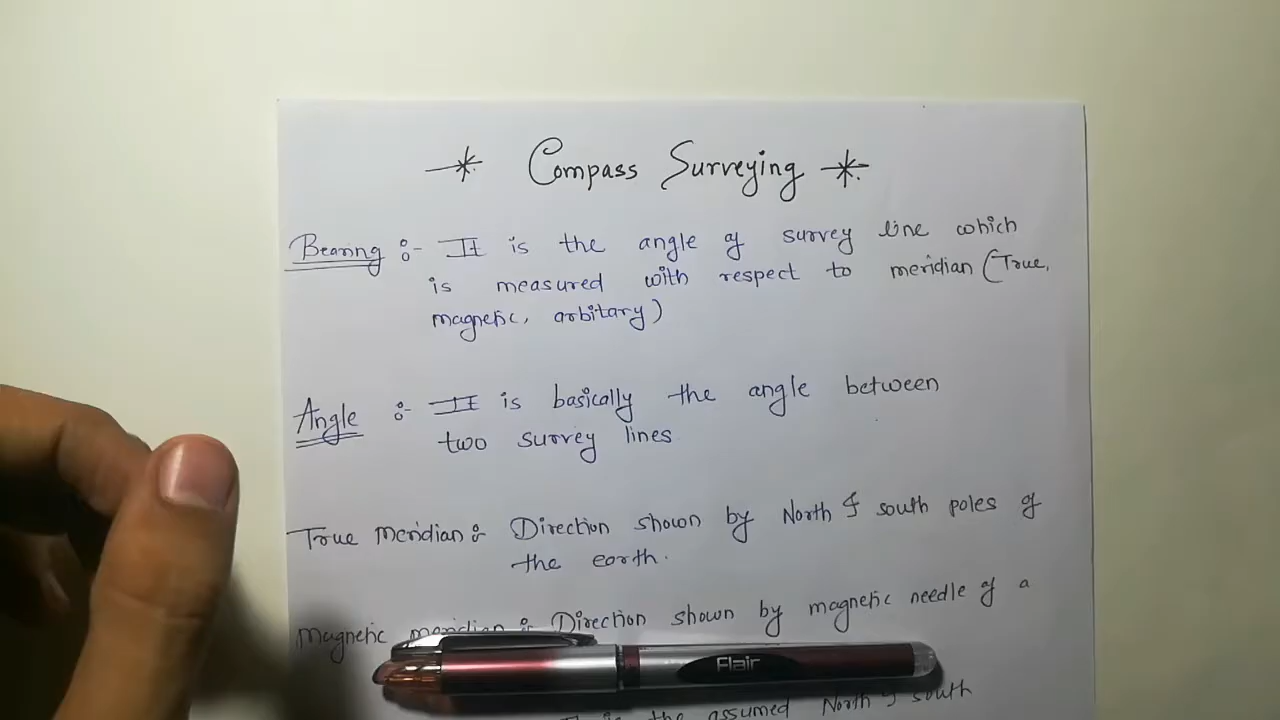 Compass Surveying
Bearing :- It is the angle of survey line which
is measured with respect to meridian (True,
magnetic, arbitary)
Angle :- It is basically the angle between
two survey lines
True Meridian :- Direction shown by North & south poles of
the earth.
Magnetic meridian :- Direction shown by magnetic needle of a
Flair
is the assumed North & south